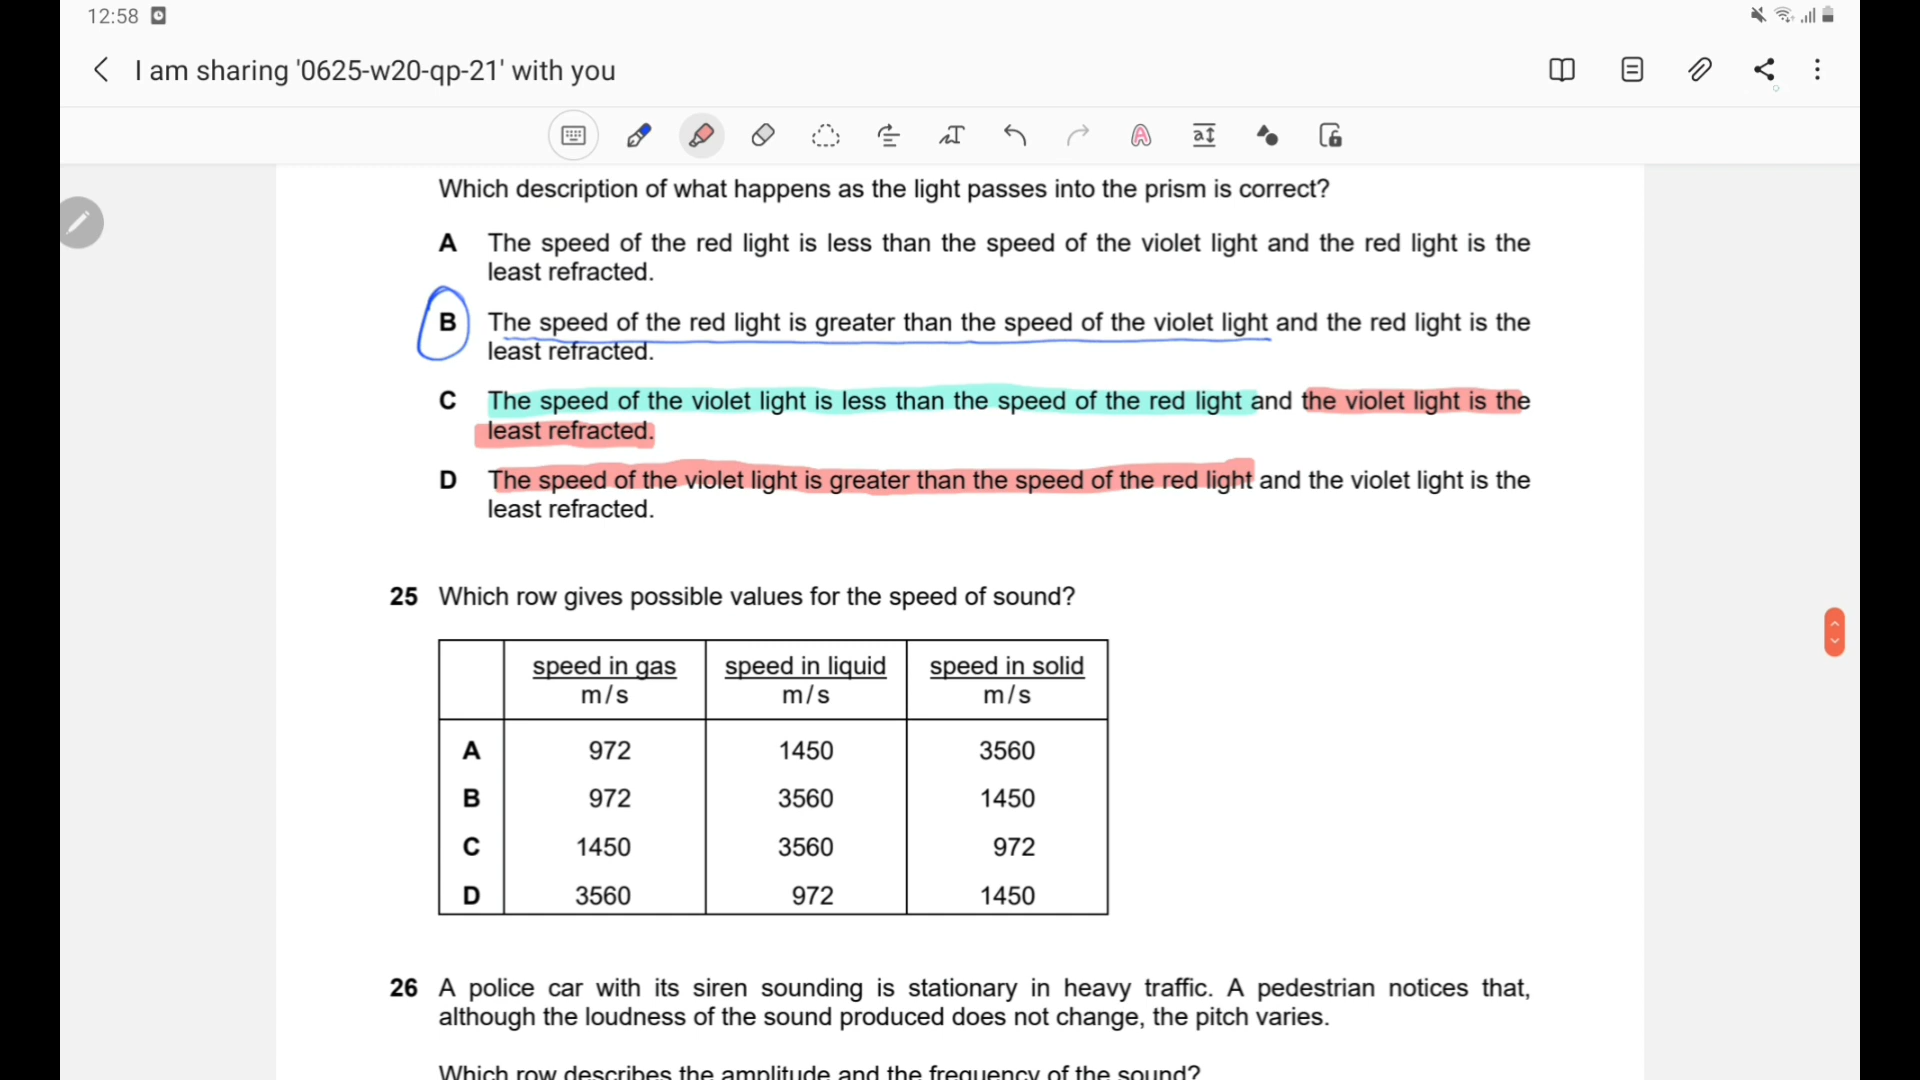 12:58
I am sharing '0625-w20-qp-21' with you
Which description of what happens as the light passes into the prism is correct?
A The speed of the red light is less than the speed of the violet light and the red light is the
least refracted.
B The speed of the red light is greater than the speed of the violet light and the red light is the
least refracted.
C The speed of the violet light is less than the speed of the red light and the violet light is the
least refracted.
D The speed of the violet light is greater than the speed of the red light and the violet light is the
least refracted.
25 Which row gives possible values for the speed of sound?
speed in gas speed in liquid speed in solid
m/s m/s m/s
A 972 1450 3560
B 972 3560 1450
C 1450 3560 972
D 3560 972 1450
26 A police car with its siren sounding is stationary in heavy traffic. A pedestrian notices that,
although the loudness of the sound produced does not change, the pitch varies.
Which row describes the amplitude and the frequency of the sound?